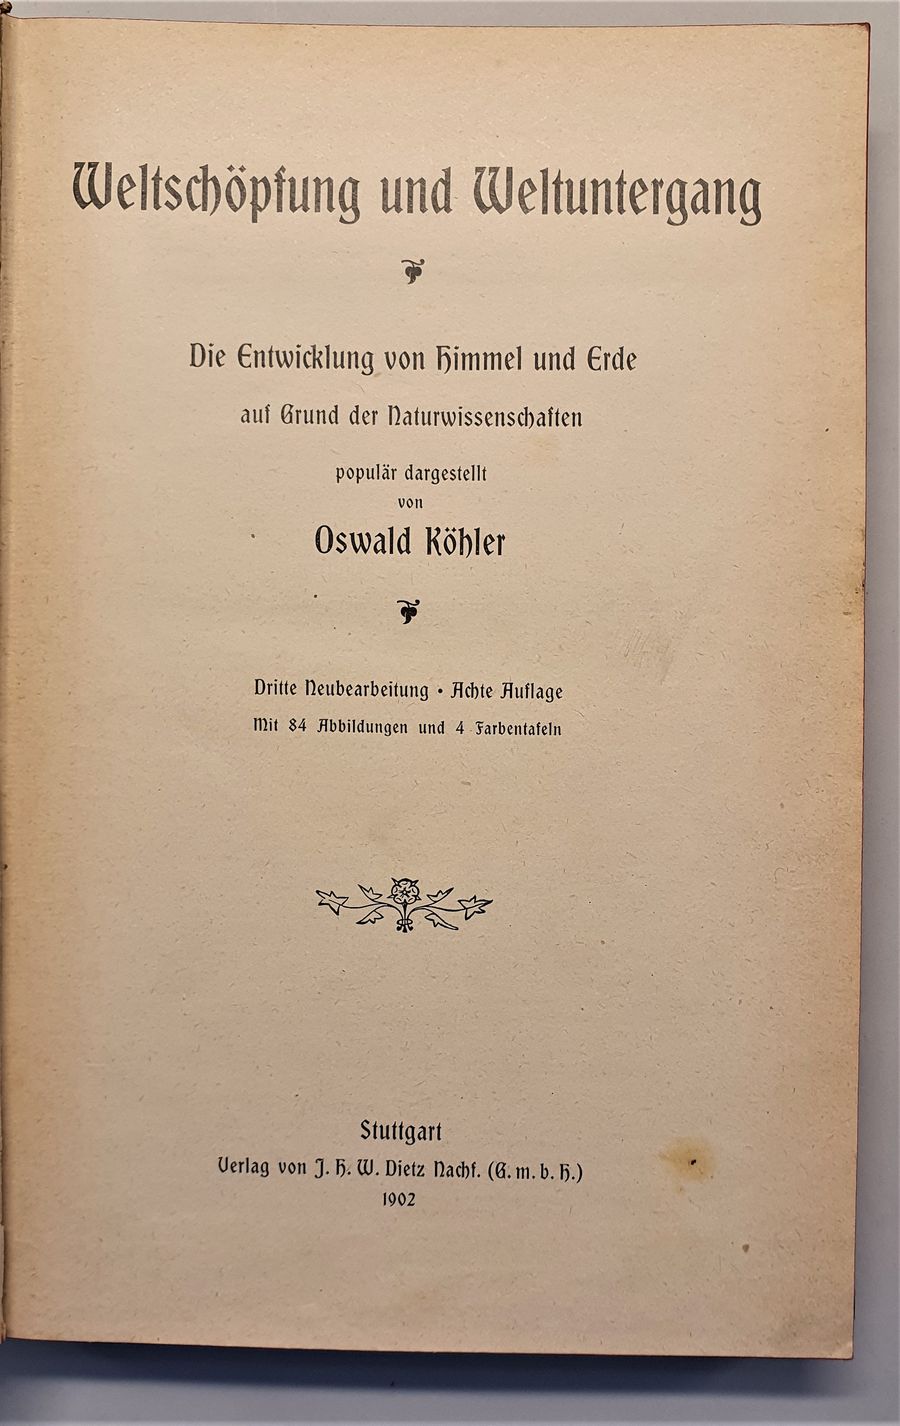 Weltschöpfung und Weltuntergang
Die Entwicklung von Himmel und Erde
auf Grund der Naturwissenschaften
populär dargestellt
von
Oswald Köhler
Dritte Neubearbeitung • Achte Auflage
Mit 84 Abbildungen und 4 Farbentafeln
Stuttgart
Verlag von J. H. W. Dietz Nachf. (G. m. b. H.)
1902